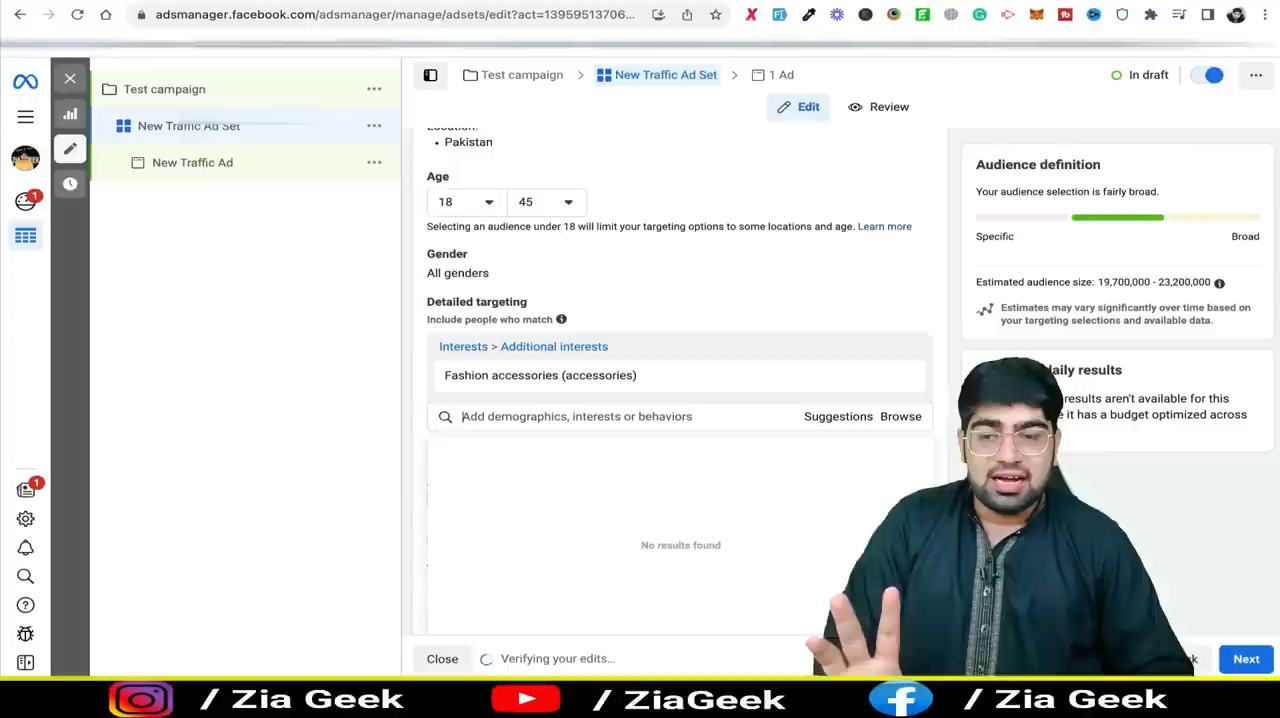 adsmanager.facebook.com/adsmanager/manage/adsets/edit?act=13959513706...
Test campaign
New Traffic Ad Set
1 Ad
In draft
Edit
Review
Test campaign
New Traffic Ad Set
New Traffic Ad
1
1
Location:
• Pakistan
Age
18
45
Selecting an audience under 18 will limit your targeting options to some locations and age. Learn more
Gender
All genders
Detailed targeting
Include people who match
Interests > Additional interests
Fashion accessories (accessories)
Add demographics, interests or behaviors
Suggestions
Browse
No results found
Close
Verifying your edits...
Next
Audience definition
Your audience selection is fairly broad.
Specific
Broad
Estimated audience size: 19,700,000 - 23,200,000
Estimates may vary significantly over time based on
your targeting selections and available data.
daily results
results aren't available for this
it has a budget optimized across
/ Zia Geek
/ ZiaGeek
/ Zia Geek